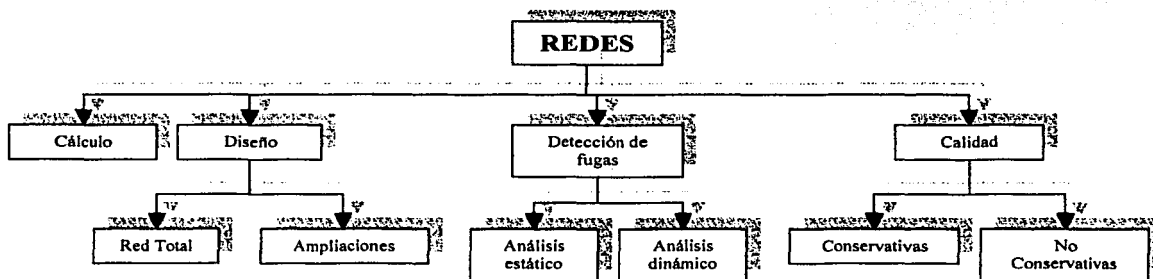 REDES
Cálculo
Diseño
Detección de
fugas
Calidad
Red Total
Ampliaciones
Análisis
estático
Análisis
dinámico
Conservativas
No
Conservativas